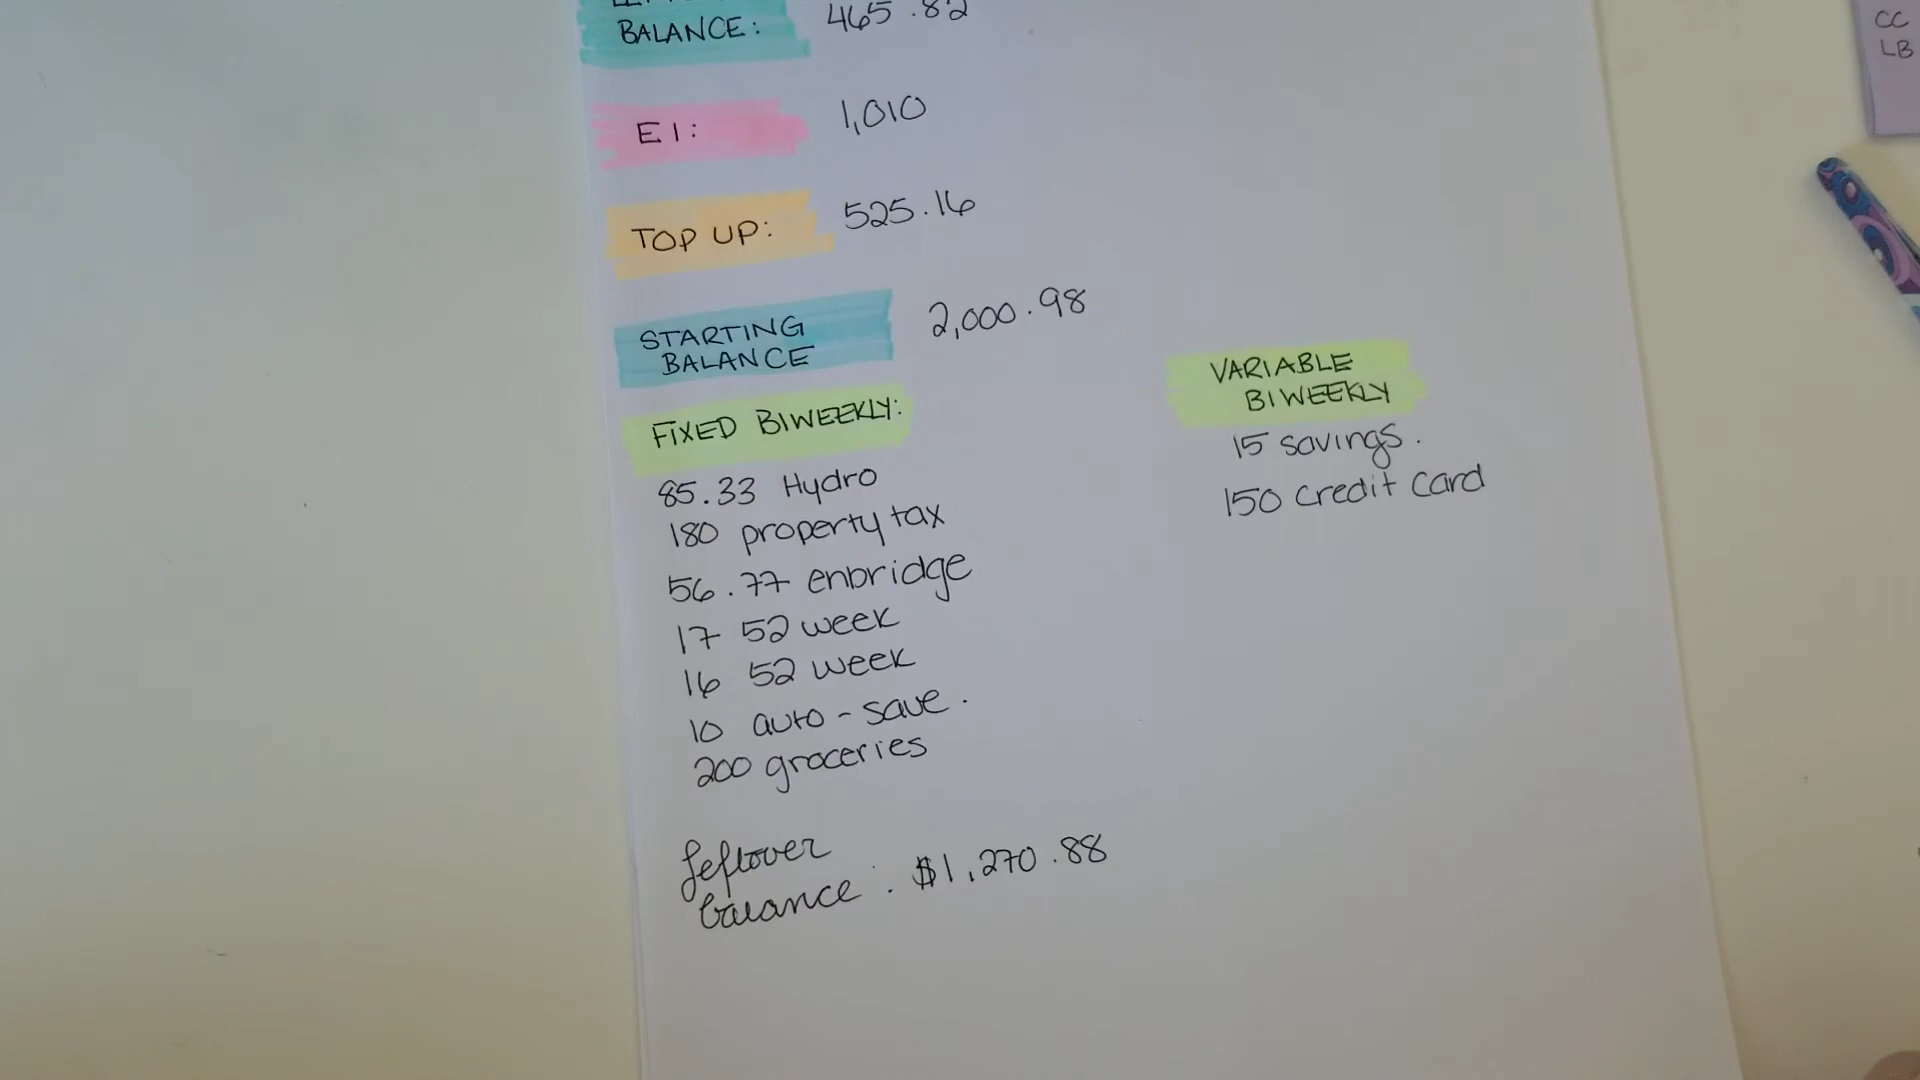 BALANCE: 465.82
E1: 1,010
TOP UP: 525.16
STARTING 2,000.98
BALANCE
FIXED BIWEEKLY:
85.33 Hydro
180 property tax
56.77 enbridge
17 52 week
16 52 week
10 auto-save.
200 groceries
leftover
balance: $1,270.88
VARIABLE
BIWEEKLY
15 savings.
150 credit card
CC
LB